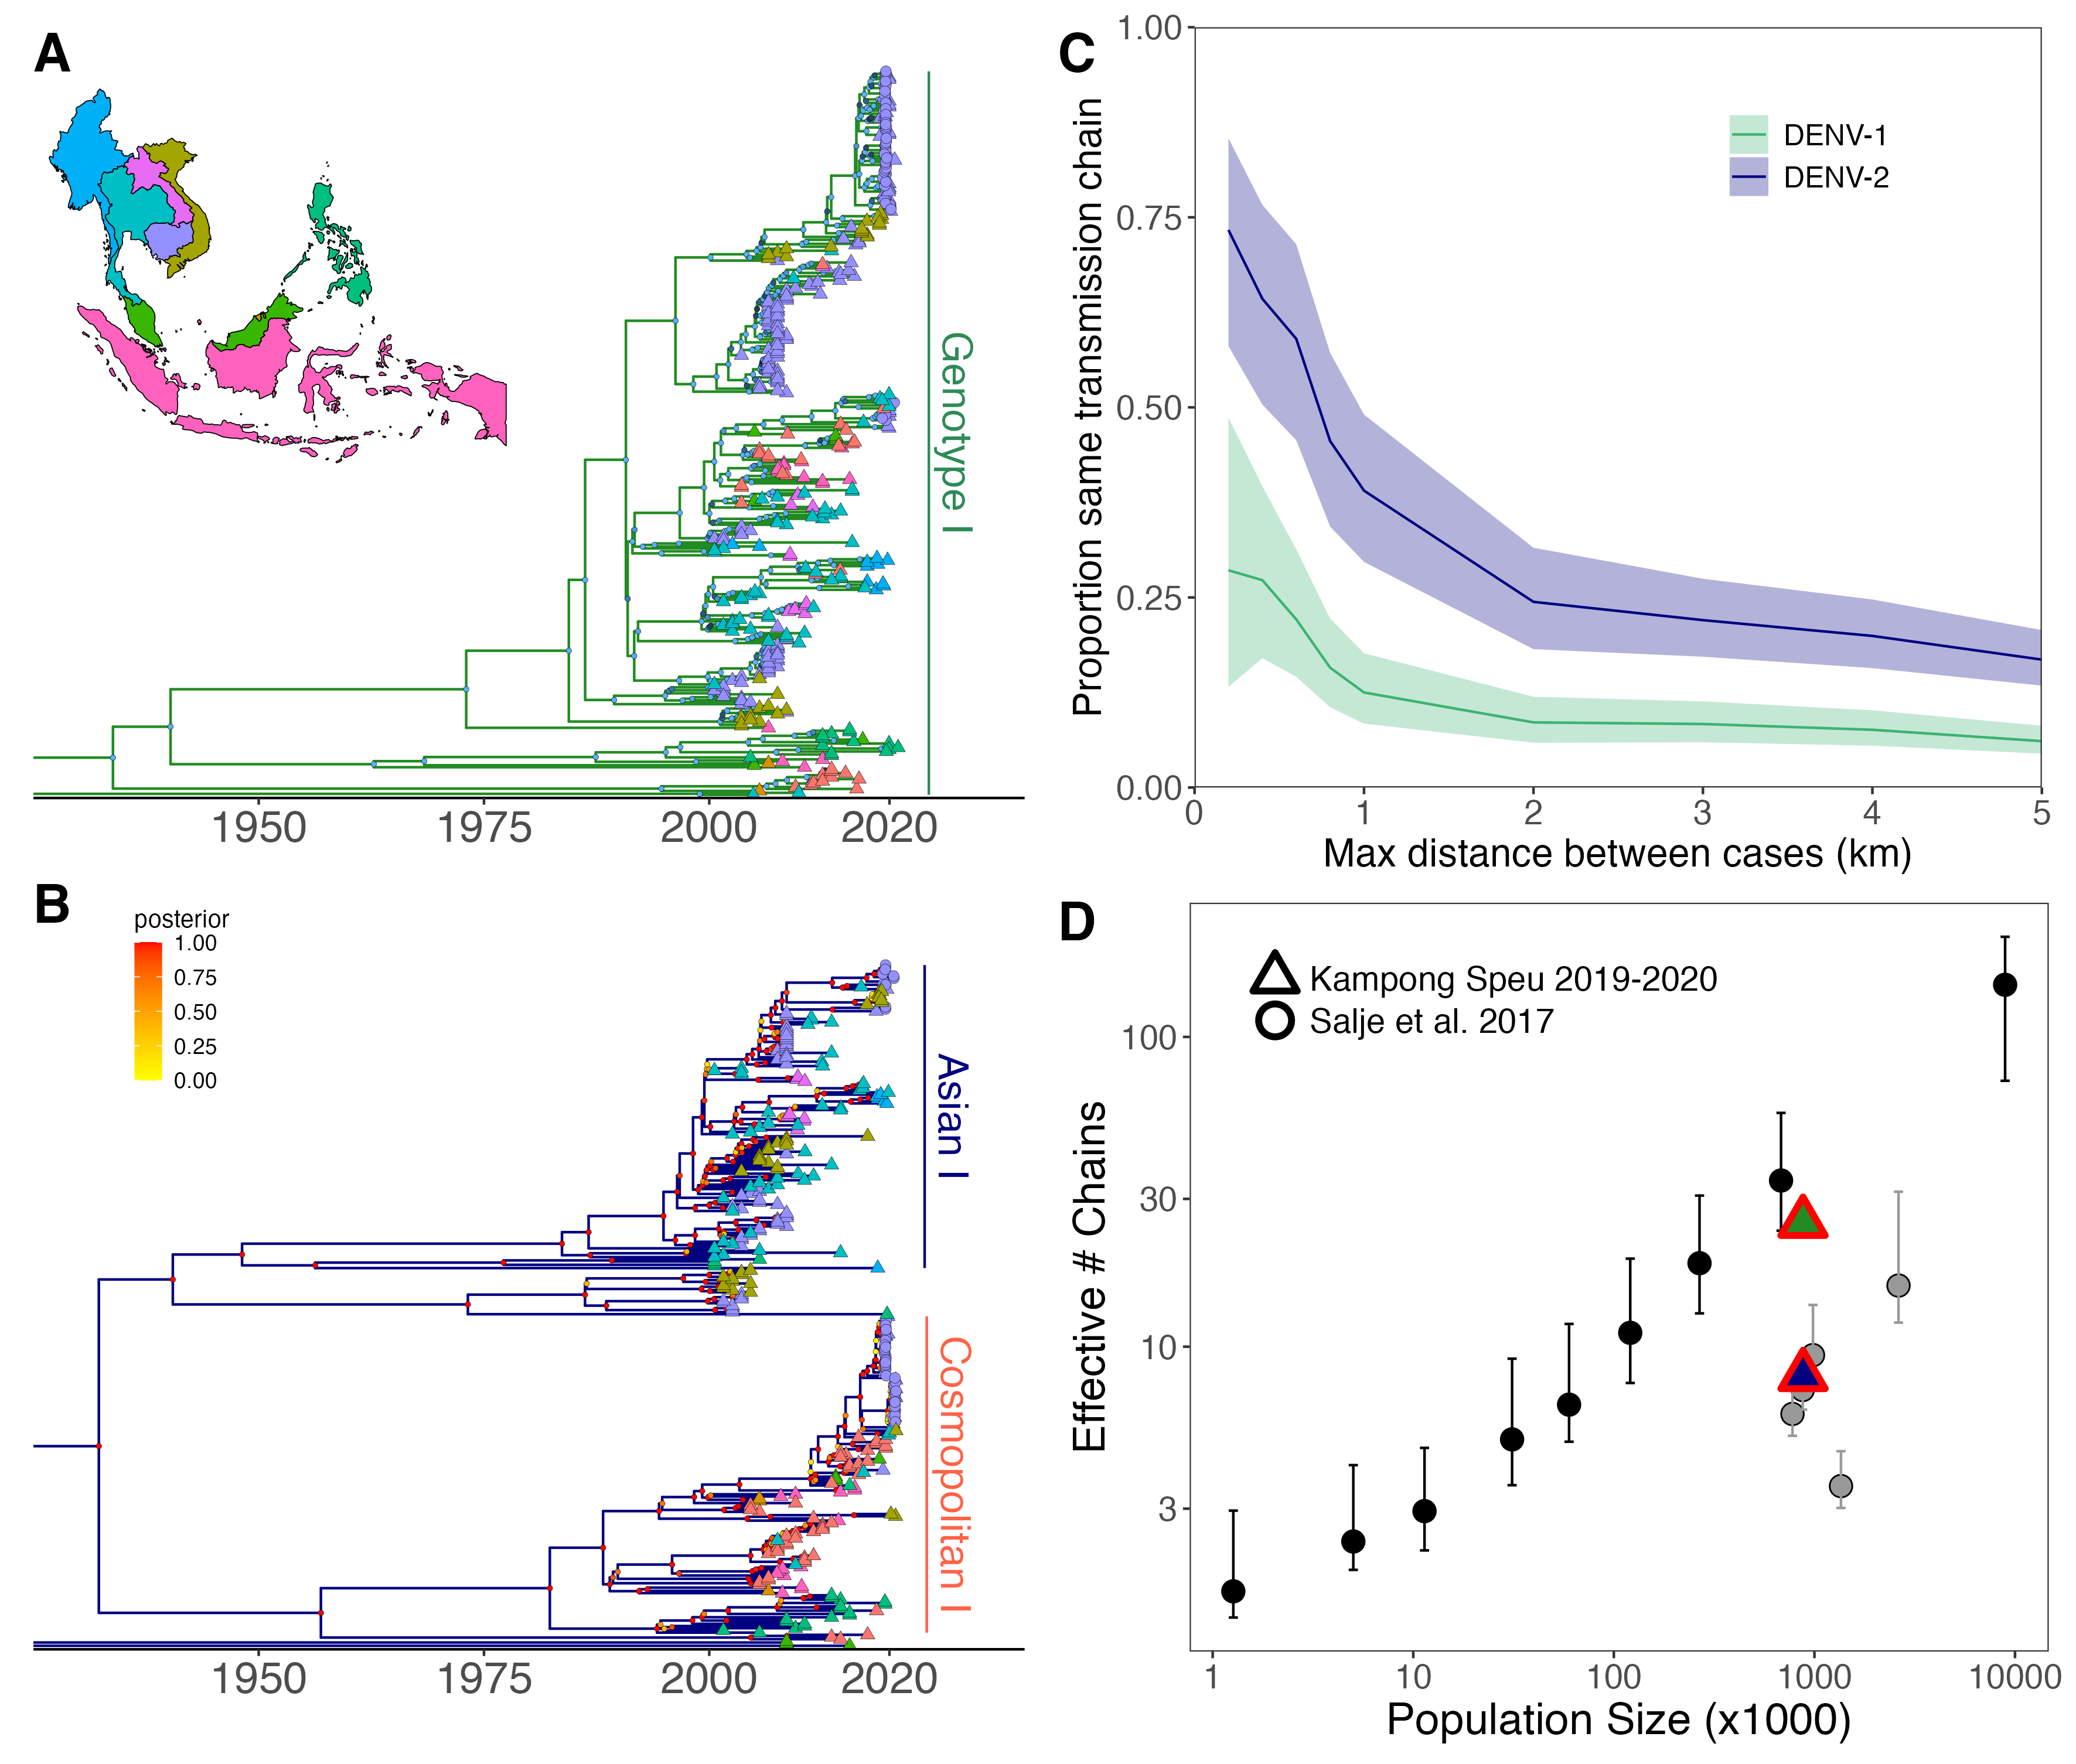 A
Genotype I
1950 1975 2000 2020
B
posterior
1.00
0.75
0.50
0.25
0.00
Asian I
Cosmopolitan I
1950 1975 2000 2020
C
Proportion same transmission chain
1.00
0.75
0.50
0.25
0.00
DENV-1
DENV-2
0 1 2 3 4 5
Max distance between cases (km)
D
Effective # Chains
Kampong Speu 2019-2020
Salje et al. 2017
100
30
10
3
1 10 100 1000 10000
Population Size (x1000)